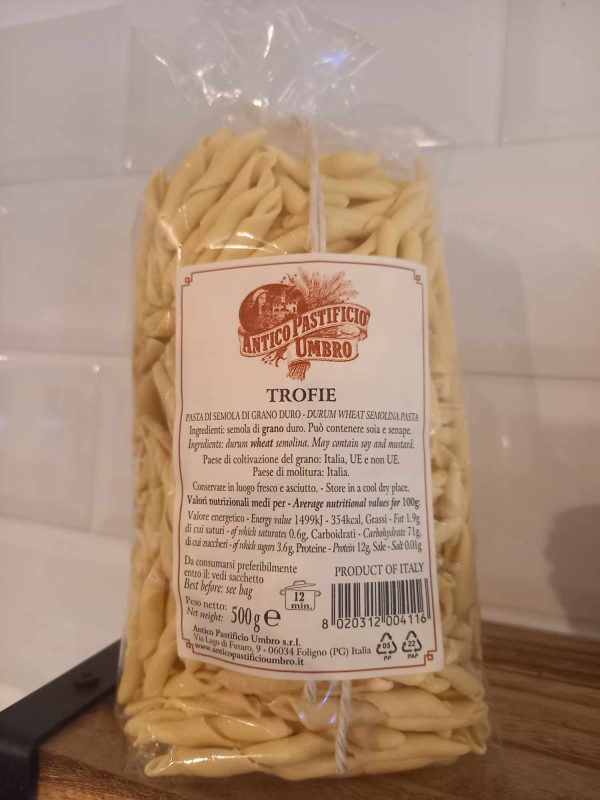 ANTICO PASTIFICIO
UMBRO
TROFIE
PASTA DI SEMOLA DI GRANO DURO - DURUM WHEAT SEMOLINA PASTA
Ingredienti: semola di grano duro. Può contenere soia e senape.
Ingredients: durum wheat semolina. May contain soy and mustard.
Paese di coltivazione del grano: Italia, UE e non UE.
Paese di molitura: Italia.
Conservare in luogo fresco e asciutto. - Store in a cool dry place.
Valori nutrizionali medi per - Average nutritional values for 100g:
Valore energetico - Energy value 1499kJ - 354kcal, Grassi - Fat 1.9g
di cui saturi - of which saturates 0.6g, Carboidrati - Carbohydrate 71g,
di cui zuccheri - of which sugars 3.6g, Proteine - Protein 12g, Sale - Salt 0.01g
Da consumarsi preferibilmente
entro il: vedi sacchetto
Best before: see bag
PRODUCT OF ITALY
12
min.
Peso netto:
Net weight: 500 g e
8 020312 004116
Antico Pastificio Umbro s.r.l.
Via Lago di Fusaro, 9 - 06034 Foligno (PG) Italia
www.anticopastificioumbro.it
05
PP
22
PAP